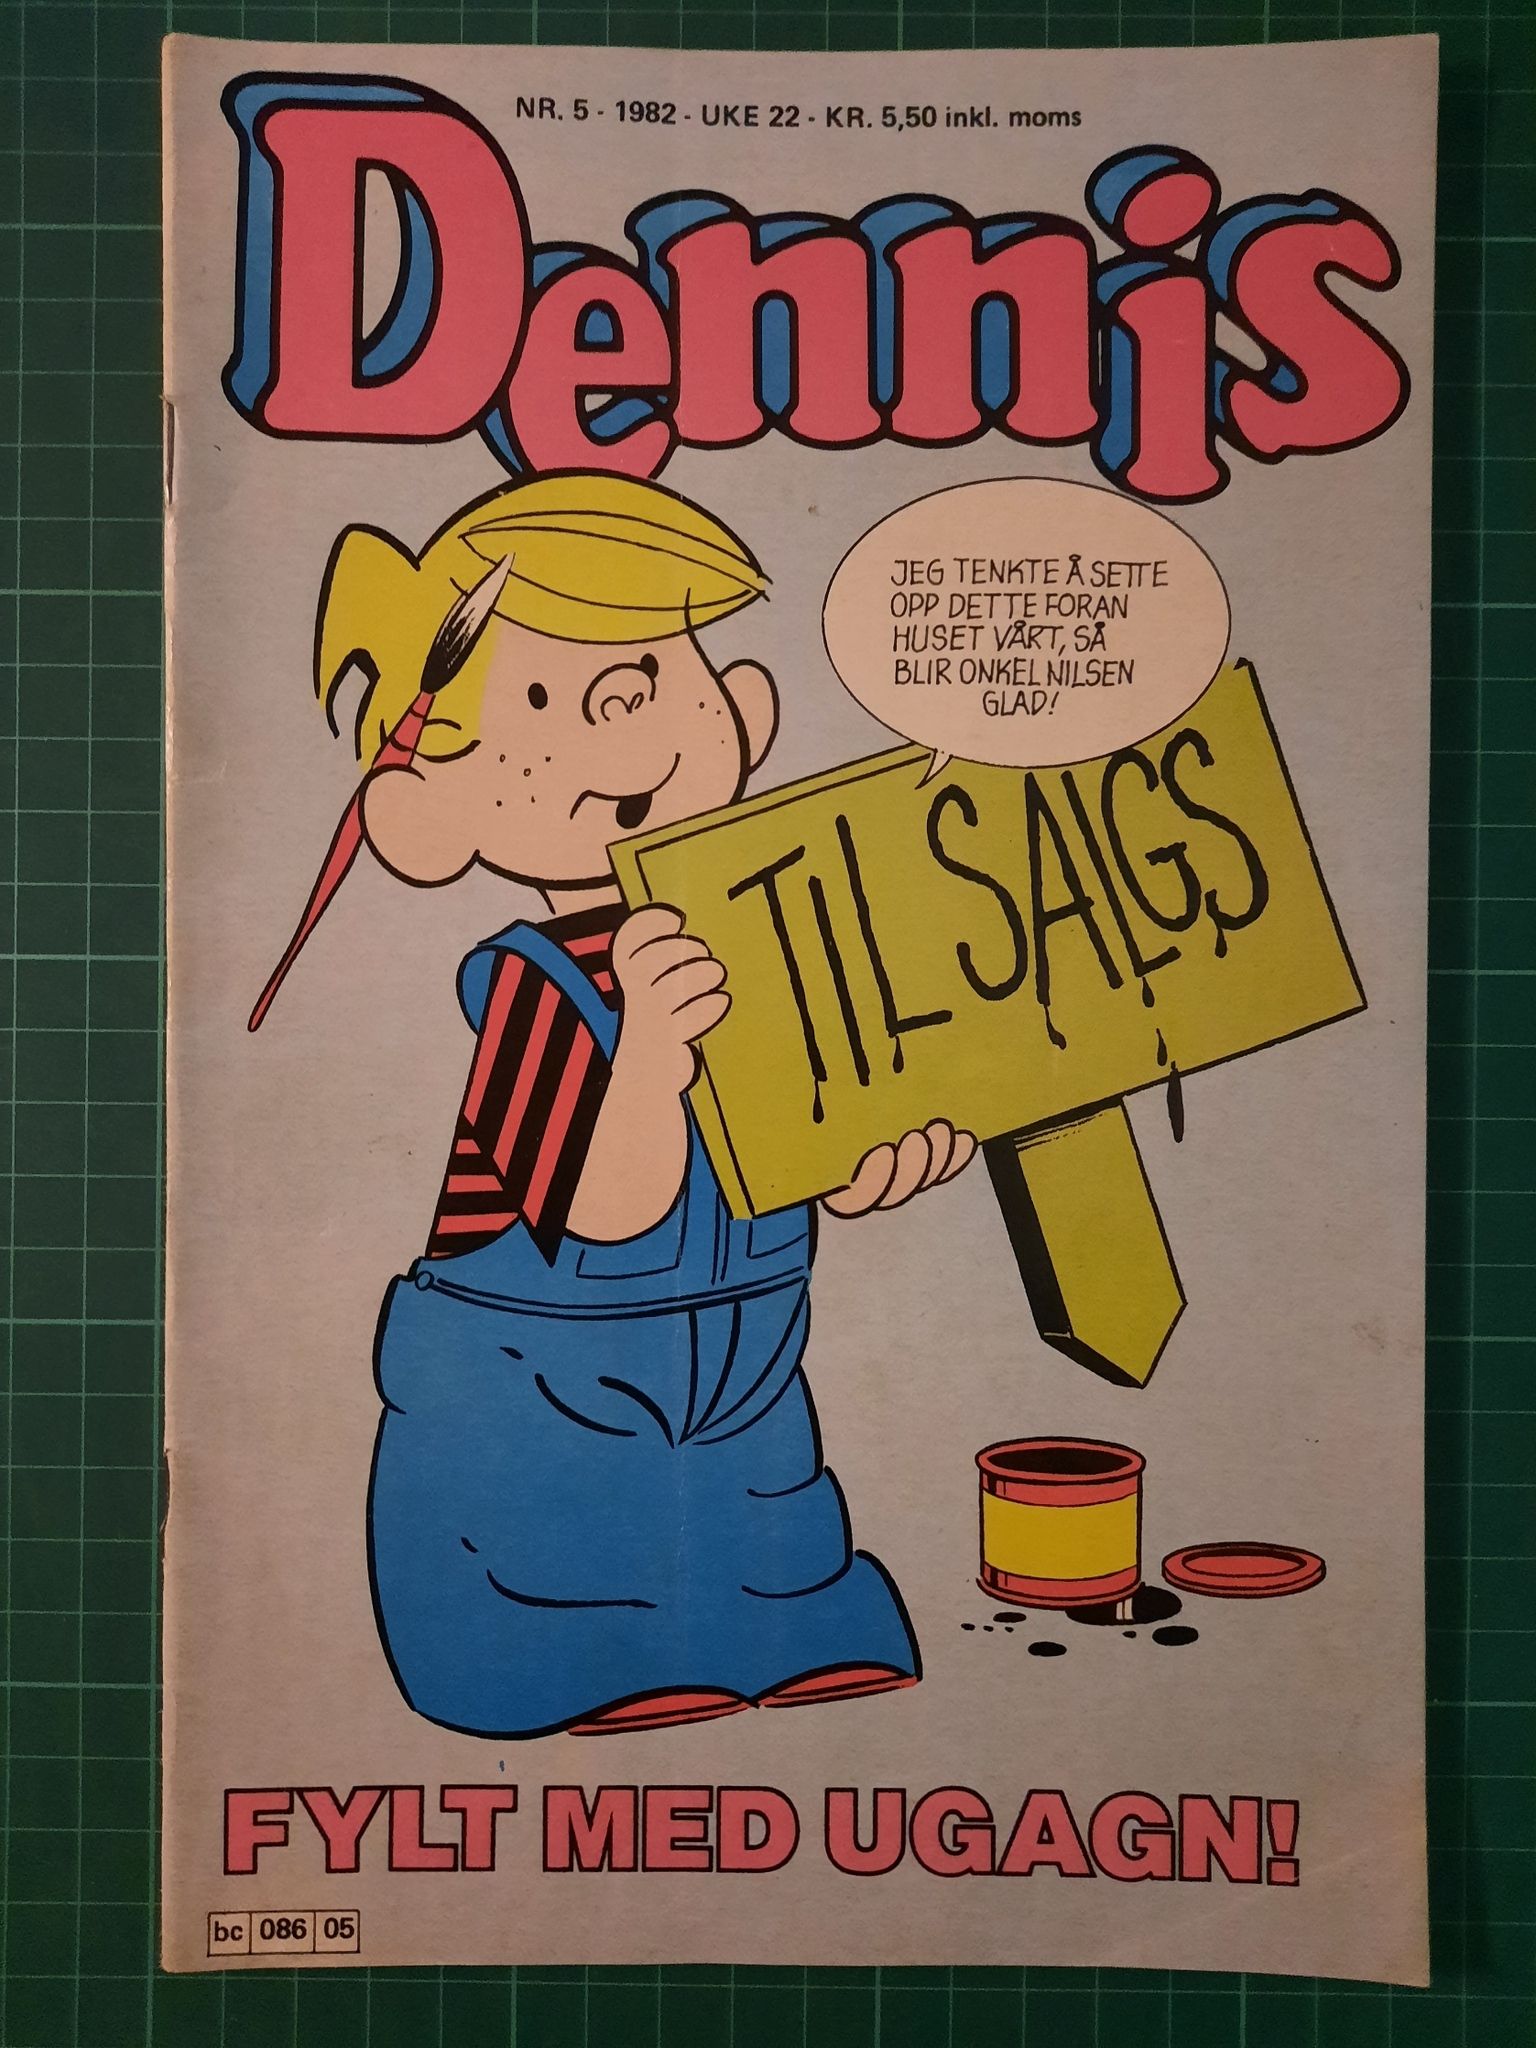 NR. 5 - 1982 - UKE 22 - KR. 5,50 inkl. moms
Dennis
JEG TENKTE Å SETTE
OPP DETTE FORAN
HUSET VÅRT, SÅ
BLIR ONKEL NILSEN
GLAD!
TIL SALGS
FYLT MED UGAGN!
bc 086 05